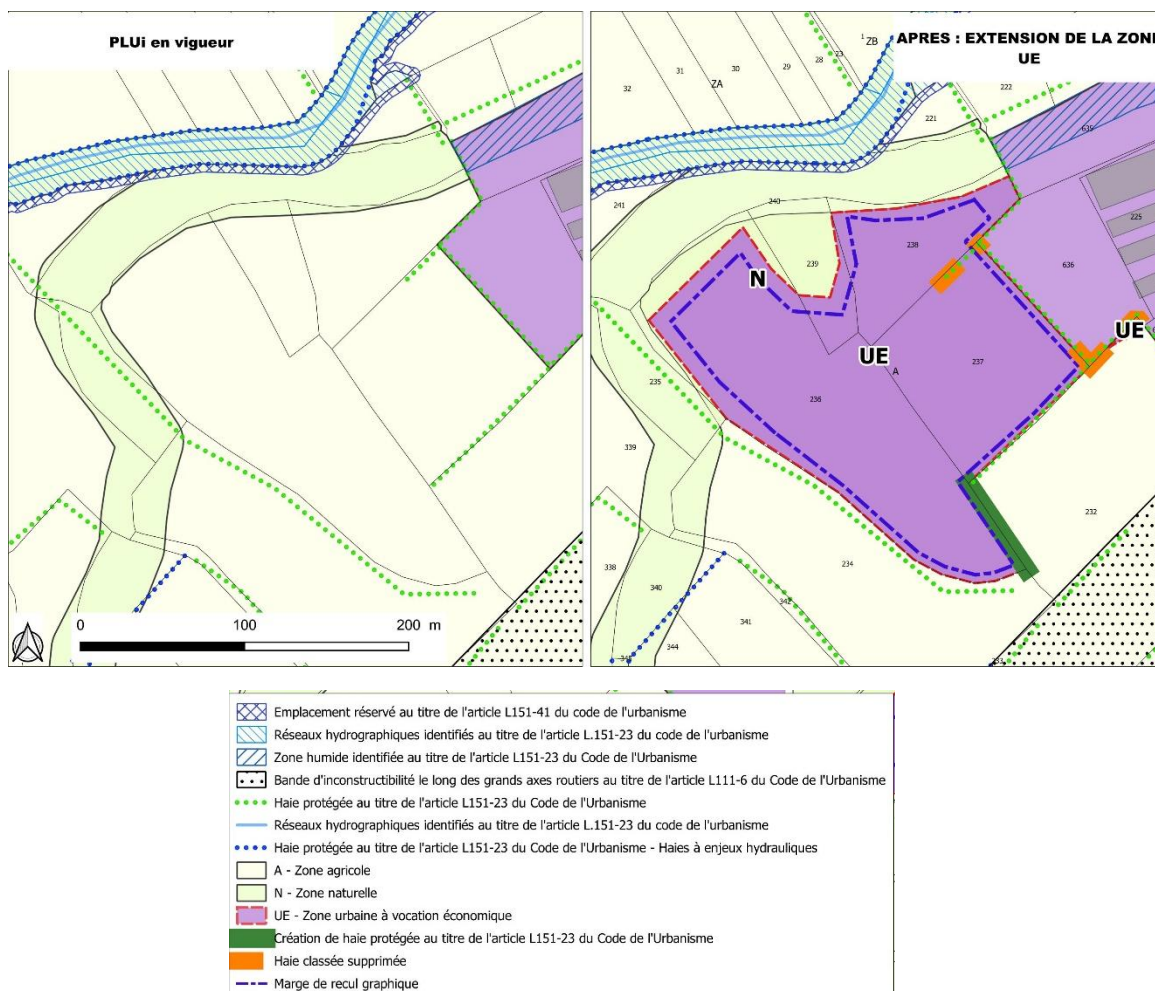 PLUi en vigueur
0 100 200 m
APRES : EXTENSION DE LA ZONE
UE
1 ZB
23
28
29
30
31
32
ZA
222
221
635
241
240
225
238
239
636
N
UE
UE
A
237
235
236
339
232
234
338
340
342
341
344
233
Emplacement réservé au titre de l'article L151-41 du code de l'urbanisme
Réseaux hydrographiques identifiés au titre de l'article L.151-23 du code de l'urbanisme
Zone humide identifiée au titre de l'article L151-23 du Code de l'Urbanisme
Bande d'inconstructibilité le long des grands axes routiers au titre de l'article L111-6 du Code de l'Urbanisme
Haie protégée au titre de l'article L151-23 du Code de l'Urbanisme
Réseaux hydrographiques identifiés au titre de l'article L.151-23 du code de l'urbanisme
Haie protégée au titre de l'article L151-23 du Code de l'Urbanisme - Haies à enjeux hydrauliques
A - Zone agricole
N - Zone naturelle
UE - Zone urbaine à vocation économique
Création de haie protégée au titre de l'article L151-23 du Code de l'Urbanisme
Haie classée supprimée
Marge de recul graphique